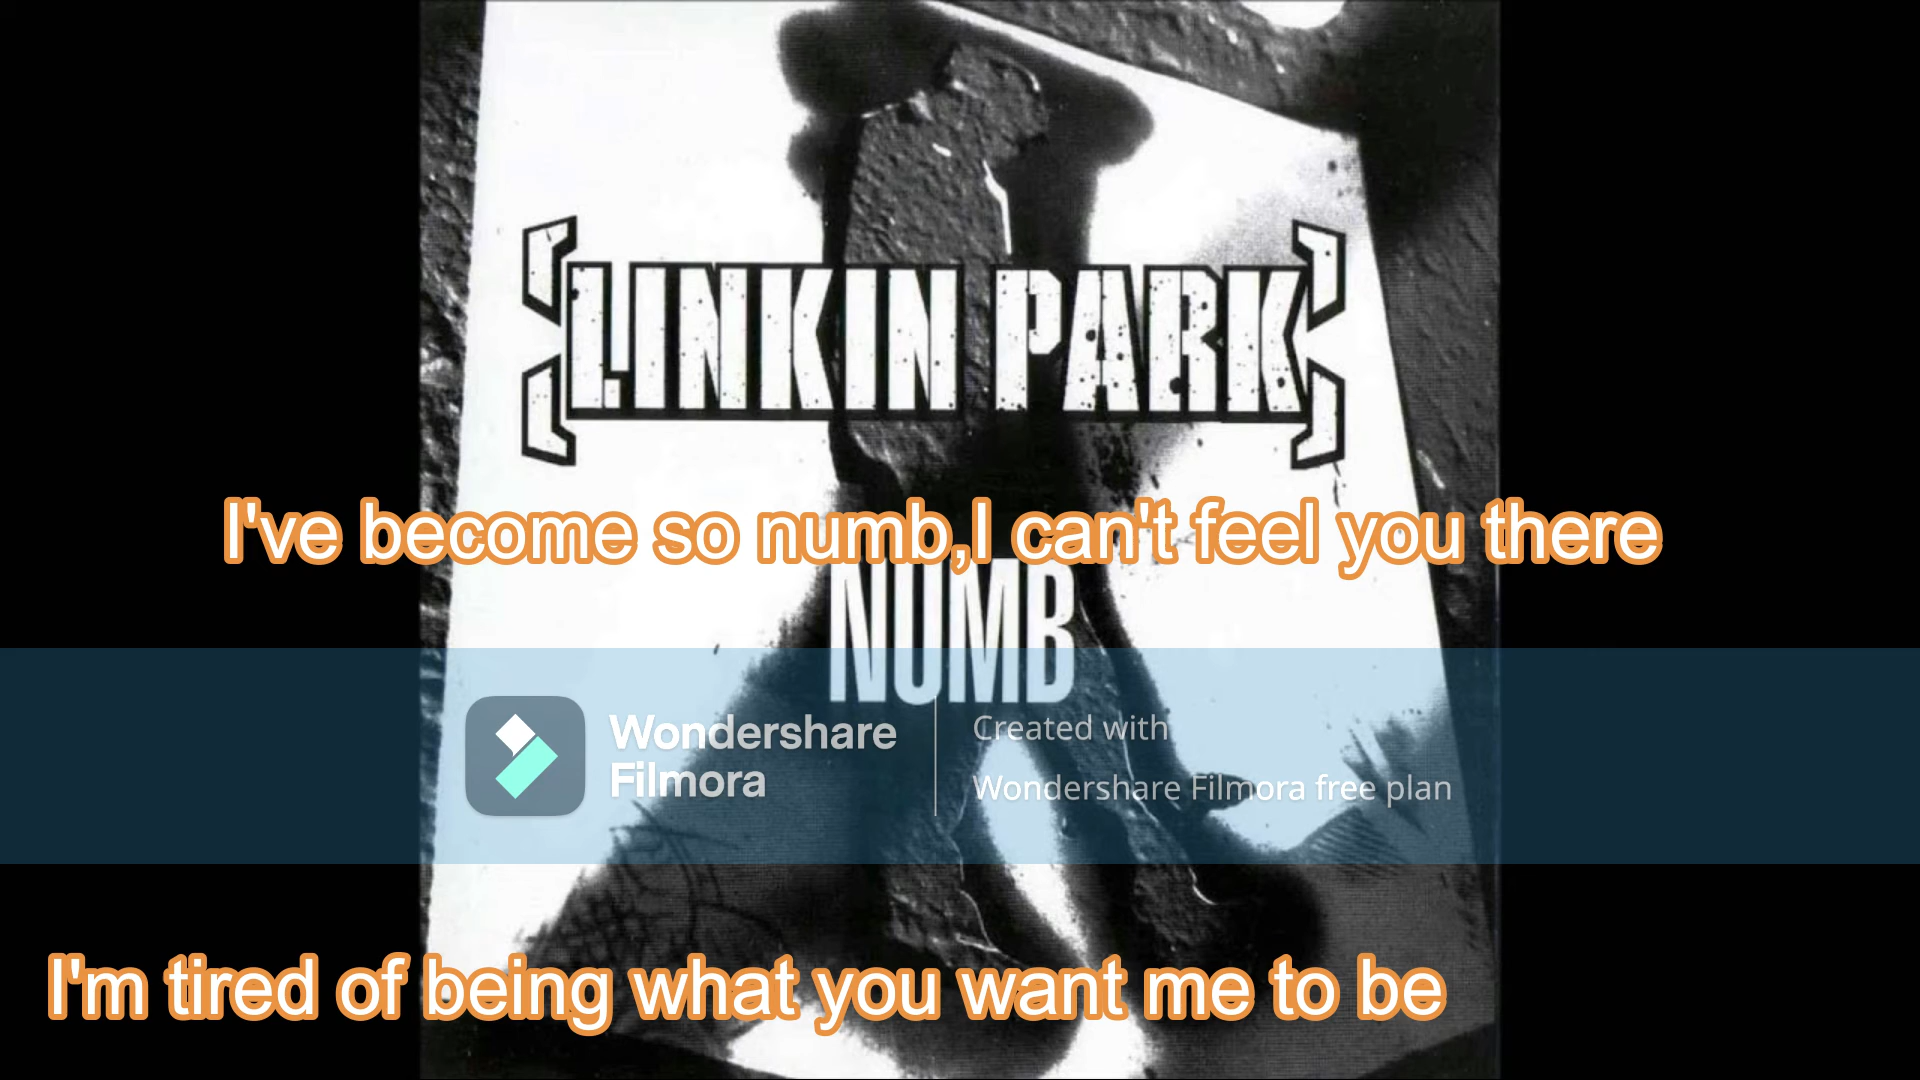 LINKIN PARK
I've become so numb,I can't feel you there
NUMB
Wondershare
Filmora
Created with
Wondershare Filmora free plan
I'm tired of being what you want me to be